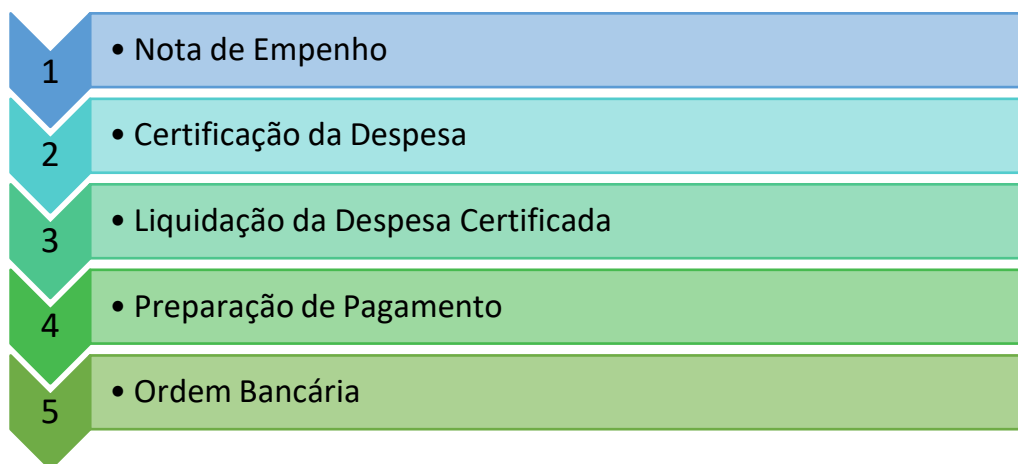 1 • Nota de Empenho
2 • Certificação da Despesa
3 • Liquidação da Despesa Certificada
4 • Preparação de Pagamento
5 • Ordem Bancária